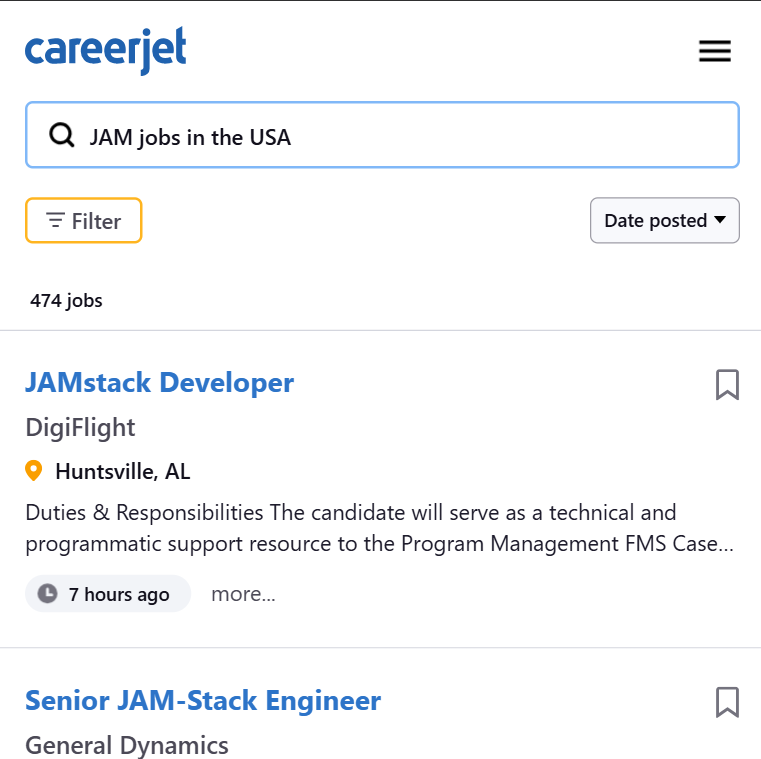 careerjet
JAM jobs in the USA
Filter
Date posted
474 jobs
JAMstack Developer
DigiFlight
Huntsville, AL
Duties & Responsibilities The candidate will serve as a technical and
programmatic support resource to the Program Management FMS Case...
7 hours ago
more...
Senior JAM-Stack Engineer
General Dynamics